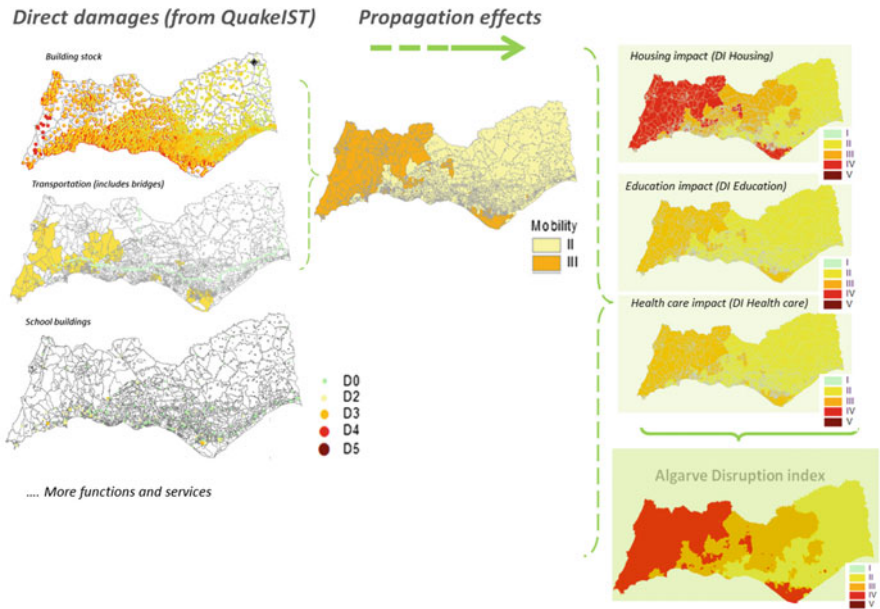 Direct damages (from QuakeIST)
Propagation effects
Building stock
Transportation (includes bridges)
School buildings
D0
D2
D3
D4
D5
.... More functions and services
Mobility
II
III
Housing impact (DI Housing)
I
II
III
IV
V
Education impact (DI Education)
I
II
III
IV
V
Health care impact (DI Health care)
I
II
III
IV
V
Algarve Disruption index
I
II
III
IV
V